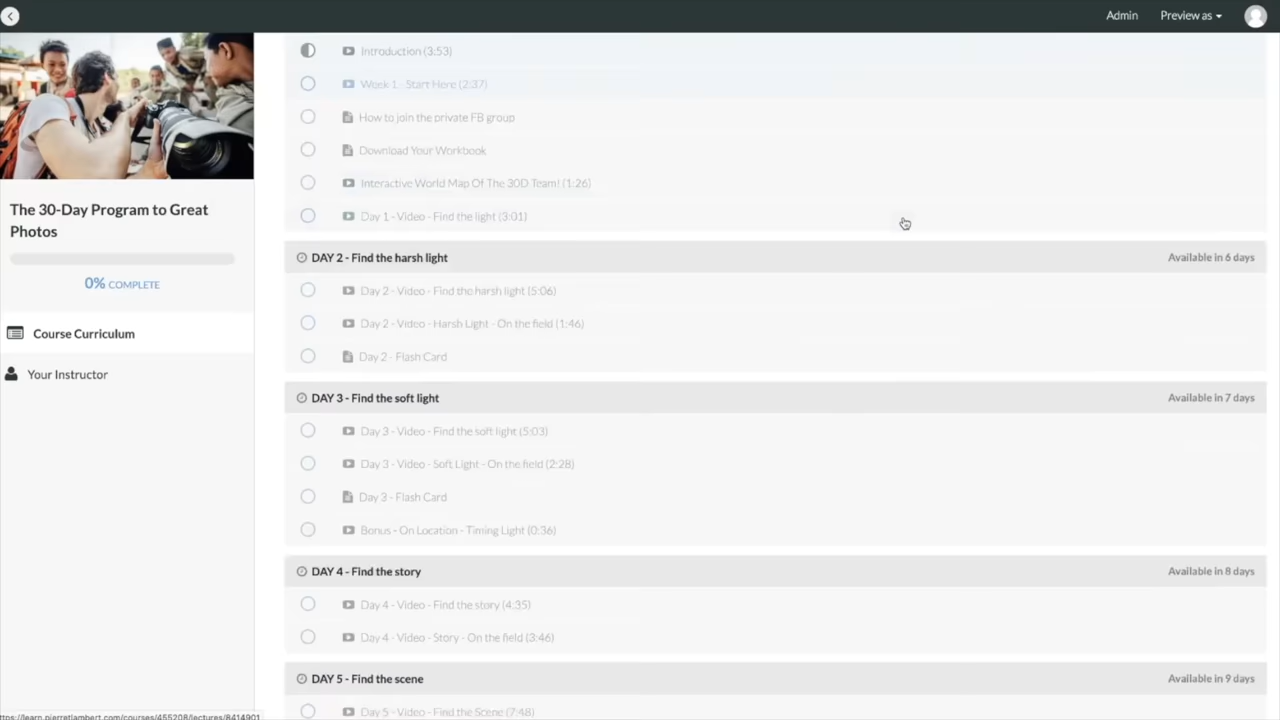 Admin
Preview as
The 30-Day Program to Great
Photos
0% COMPLETE
Course Curriculum
Your Instructor
Introduction (3:53)
Week 1 - Start Here (2:37)
How to join the private FB group
Download Your Workbook
Interactive World Map Of The 30D Team! (1:26)
Day 1 - Video - Find the light (3:01)
DAY 2 - Find the harsh light Available in 6 days
Day 2 - Video - Find the harsh light (5:06)
Day 2 - Video - Harsh Light - On the field (1:46)
Day 2 - Flash Card
DAY 3 - Find the soft light Available in 7 days
Day 3 - Video - Find the soft light (5:03)
Day 3 - Video - Soft Light - On the field (2:28)
Day 3 - Flash Card
Bonus - On Location - Timing Light (0:36)
DAY 4 - Find the story Available in 8 days
Day 4 - Video - Find the story (4:35)
Day 4 - Video - Story - On the field (3:46)
DAY 5 - Find the scene Available in 9 days
Day 5 - Video - Find the Scene (7:48)
ttps://learn.pierretlambert.com/courses/455208/lectures/8414901